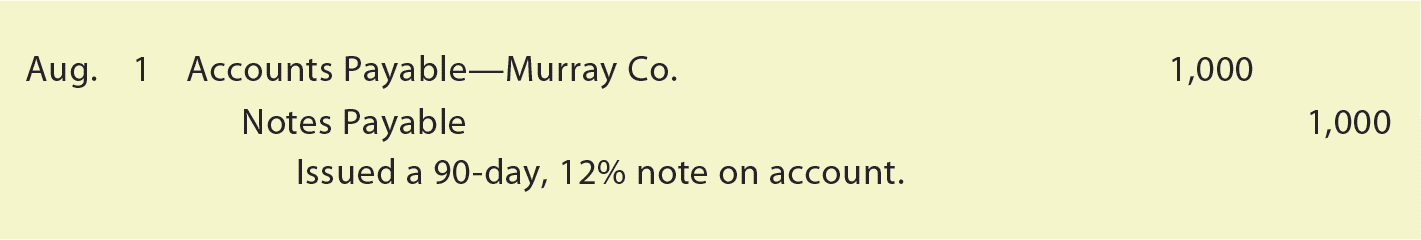 Aug. 1 Accounts Payable—Murray Co. 1,000
Notes Payable 1,000
Issued a 90-day, 12% note on account.